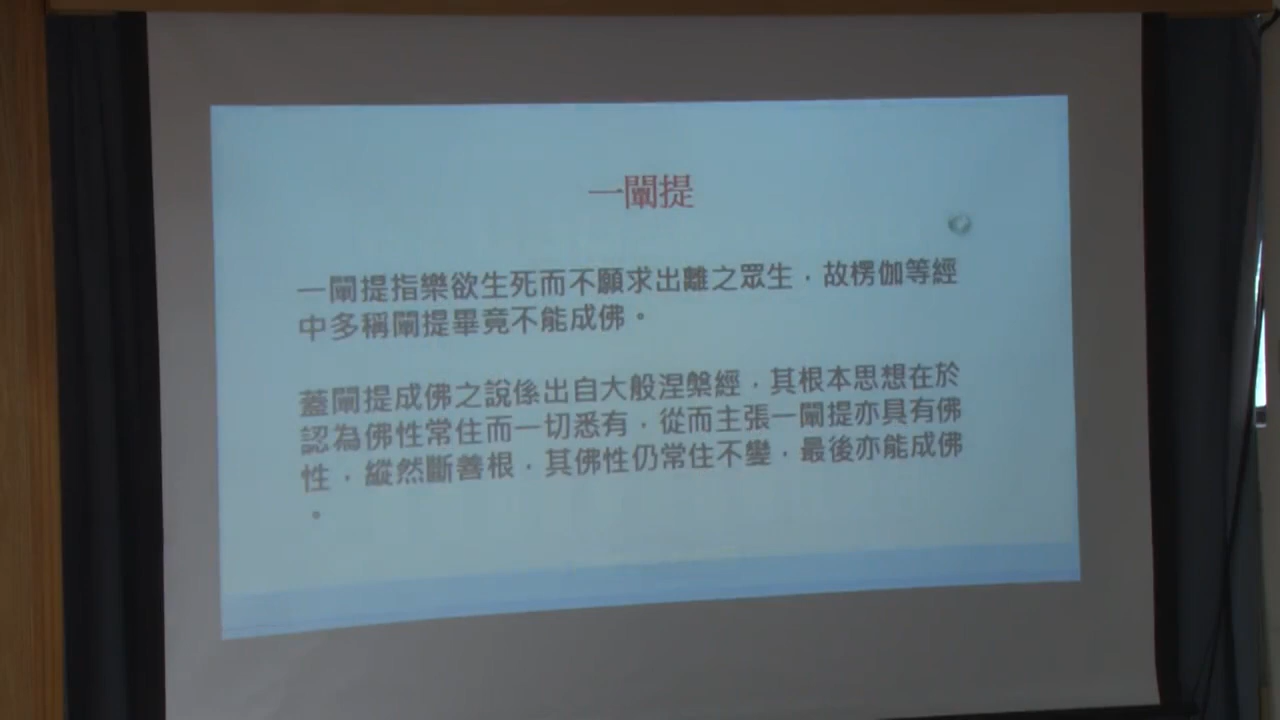 一闡提
一闡提指樂欲生死而不願求出離之眾生，故楞伽等經
中多稱闡提畢竟不能成佛。
蓋闡提成佛之說係出自大般涅槃經，其根本思想在於
認為佛性常住而一切悉有，從而主張一闡提亦具有佛
性，縱然斷善根，其佛性仍常住不變，最後亦能成佛
。